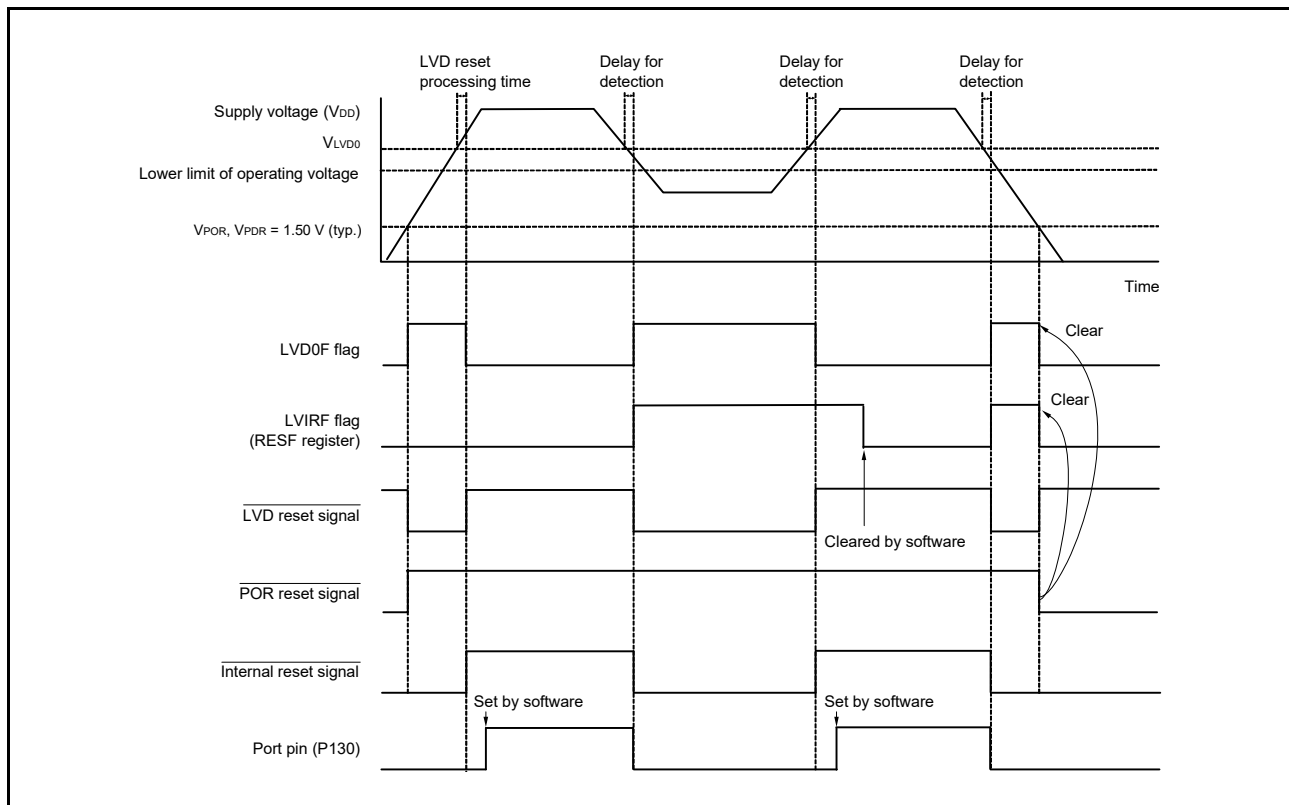 LVD reset
processing time
Delay for
detection
Delay for
detection
Delay for
detection
Supply voltage (VDD)
VLVD0
Lower limit of operating voltage
VPOR, VPDR = 1.50 V (typ.)
Time
LVD0F flag
Clear
LVIRF flag
(RESF register)
Clear
LVD reset signal
Cleared by software
POR reset signal
Internal reset signal
Set by software
Set by software
Port pin (P130)